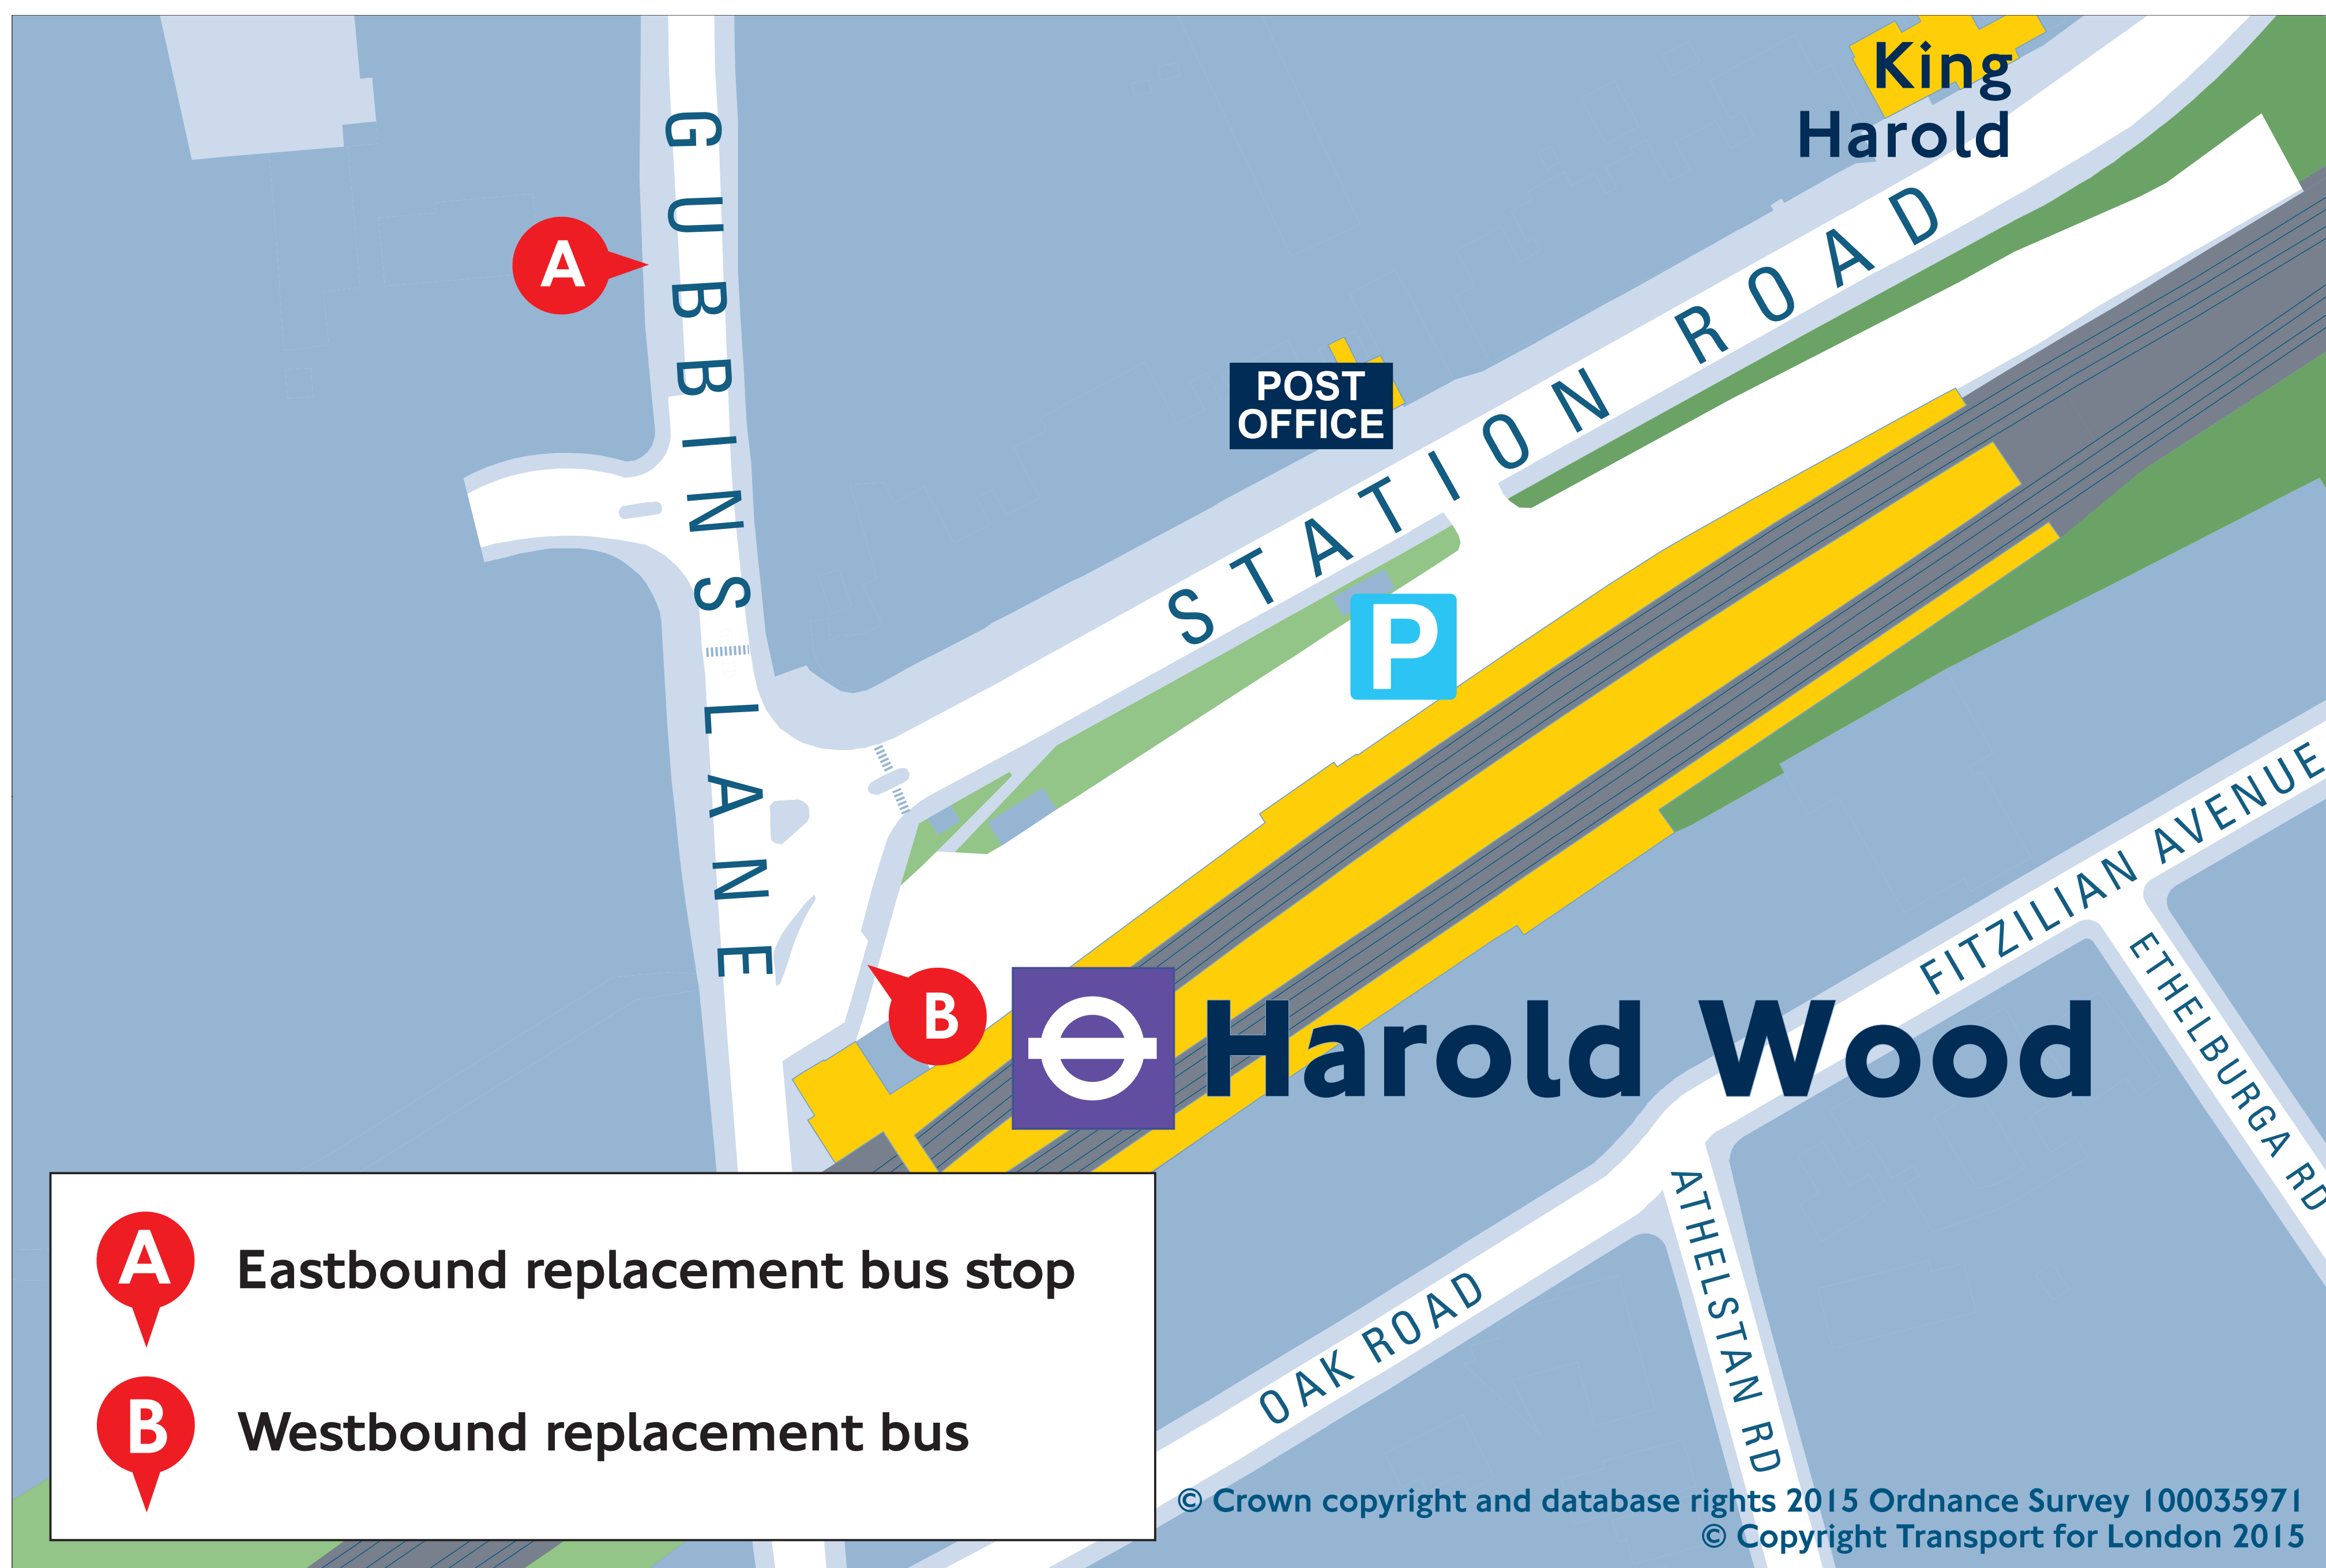 King
Harold
GUBBINS LANE
A
STATION ROAD
POST
OFFICE
P
FITZILIAN AVENUE
ETHELBURGA RD
B
Harold Wood
ATHELSTAN RD
OAK ROAD
A Eastbound replacement bus stop
B Westbound replacement bus
© Crown copyright and database rights 2015 Ordnance Survey 100035971
© Copyright Transport for London 2015